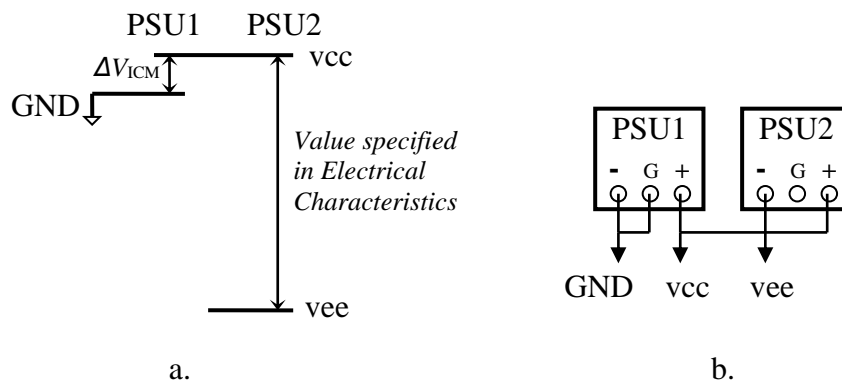 PSU1 PSU2
vcc
ΔVICM
GND
Value specified
in Electrical
Characteristics
vee
a.
PSU1 PSU2
- G + - G +
GND vcc vee
b.